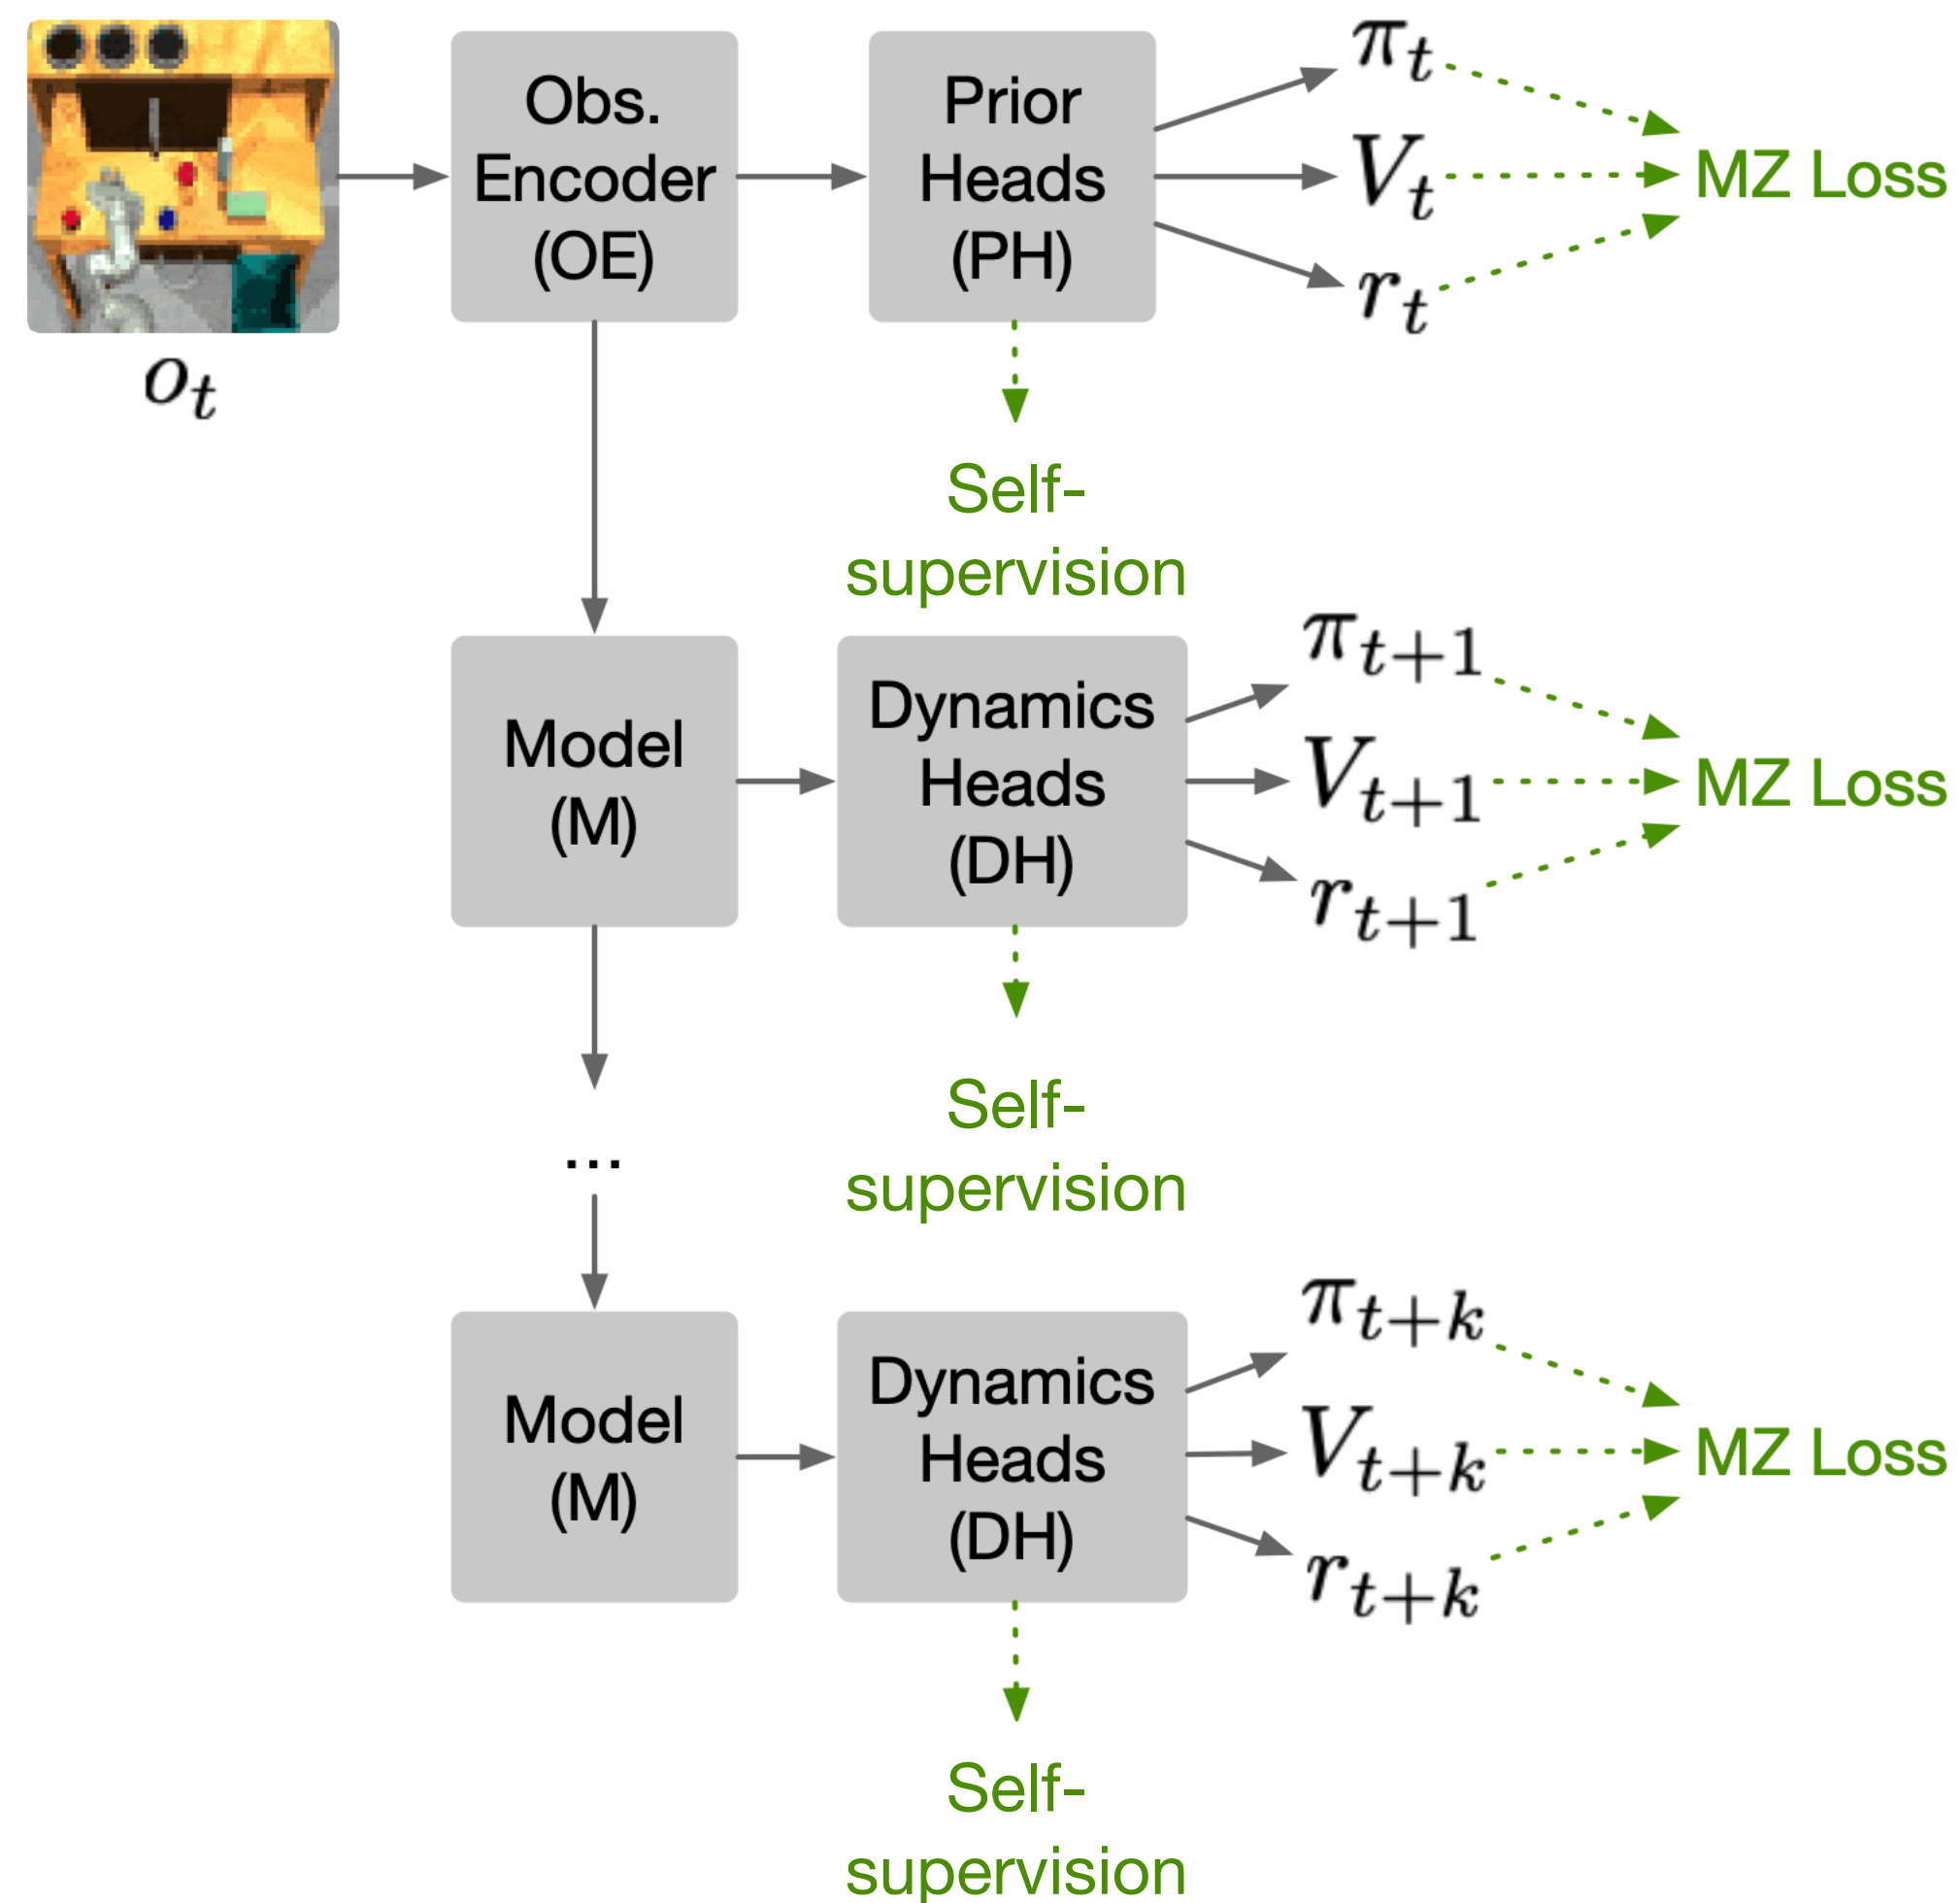 Obs.
Encoder
(OE)
Prior
Heads
(PH)
π_t
V_t
r_t
MZ Loss
o_t
Self-
supervision
Model
(M)
Dynamics
Heads
(DH)
π_{t+1}
V_{t+1}
r_{t+1}
MZ Loss
...
Self-
supervision
Model
(M)
Dynamics
Heads
(DH)
π_{t+k}
V_{t+k}
r_{t+k}
MZ Loss
Self-
supervision